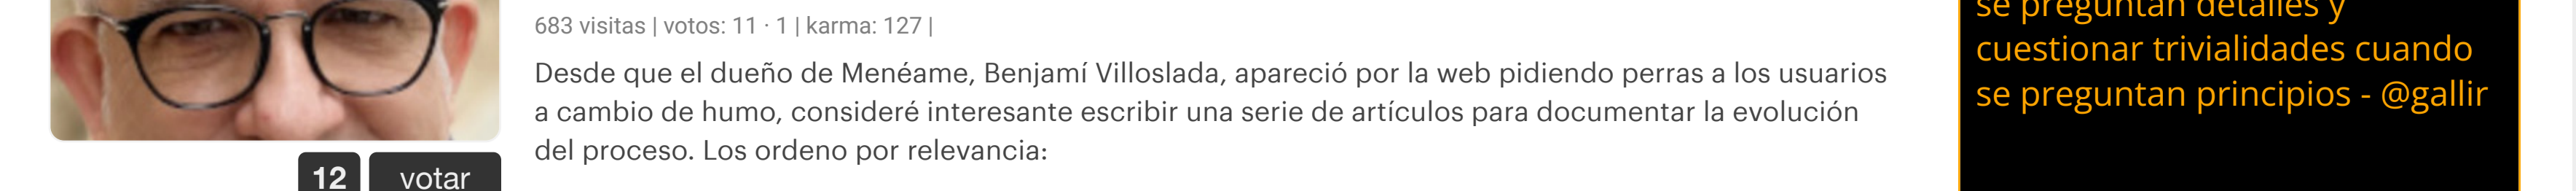 683 visitas | votos: 11 · 1 | karma: 127 |
Desde que el dueño de Menéame, Benjamí Villoslada, apareció por la web pidiendo perras a los usuarios
a cambio de humo, consideré interesante escribir una serie de artículos para documentar la evolución
del proceso. Los ordeno por relevancia:
12 votar
se preguntan detalles y
cuestionar trivialidades cuando
se preguntan principios - @gallir